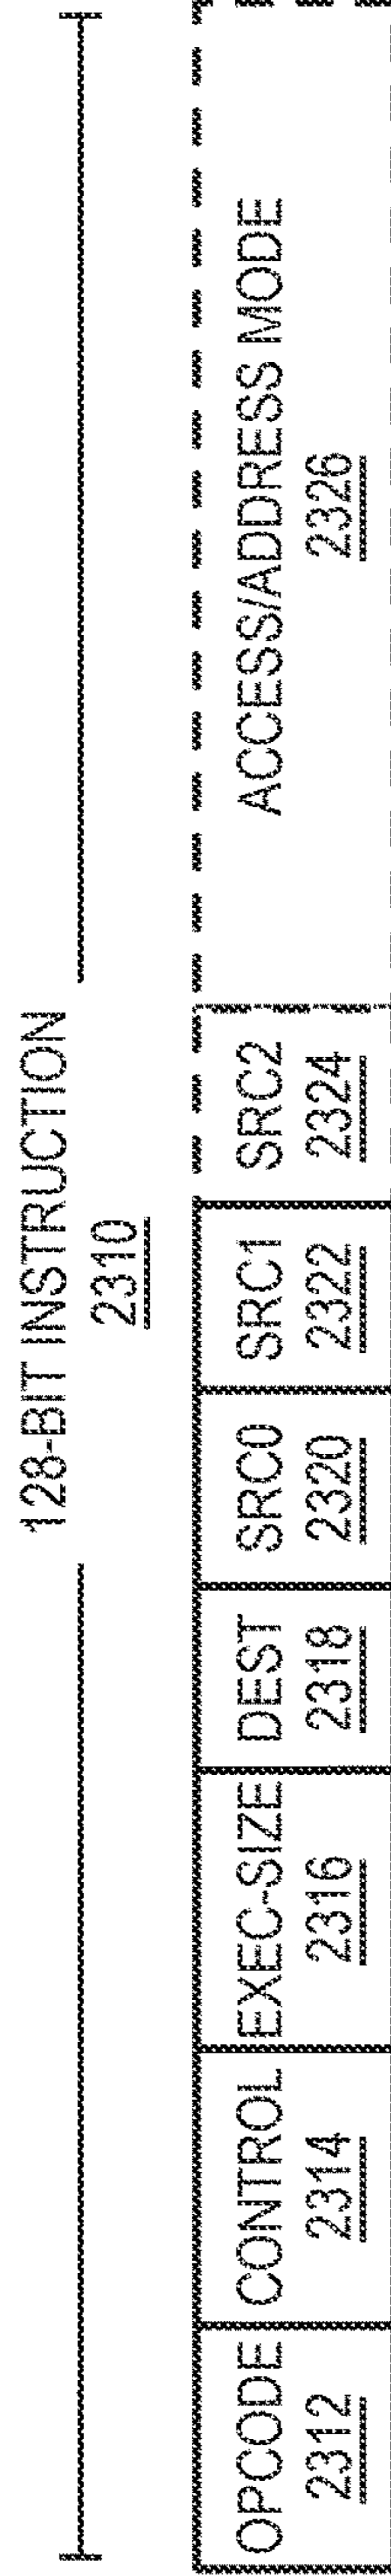 128-BIT INSTRUCTION
2310
OPCODE
2312
CONTROL
2314
EXEC-SIZE
2316
DEST
2318
SRC0
2320
SRC1
2322
SRC2
2324
ACCESS/ADDRESS MODE
2326